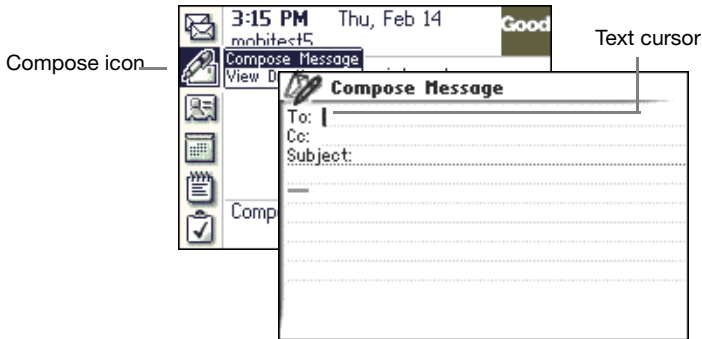 3:15 PM Thu, Feb 14
Good
mobitest5
Text cursor
Compose icon
Compose Message
View D
Compose Message
To:
Cc:
Subject:
Comp